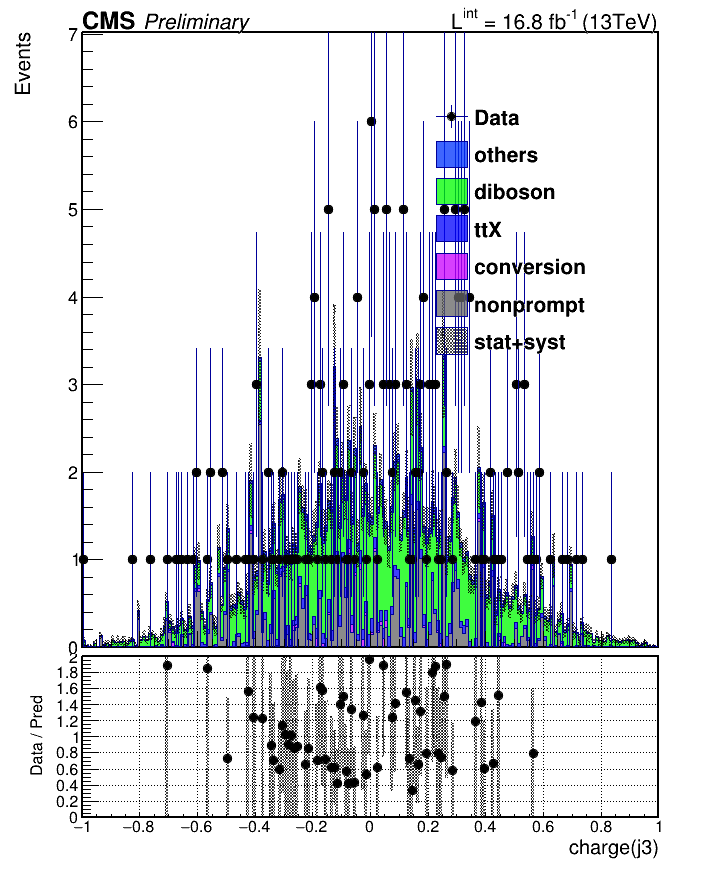 CMS Preliminary
L^int = 16.8 fb^-1 (13TeV)
Events
7
6
5
4
3
2
1
0
Data
others
diboson
ttX
conversion
nonprompt
stat+syst
Data / Pred
2
1.8
1.6
1.4
1.2
1
0.8
0.6
0.4
0.2
0
−1 −0.8 −0.6 −0.4 −0.2 0 0.2 0.4 0.6 0.8 1
charge(j3)